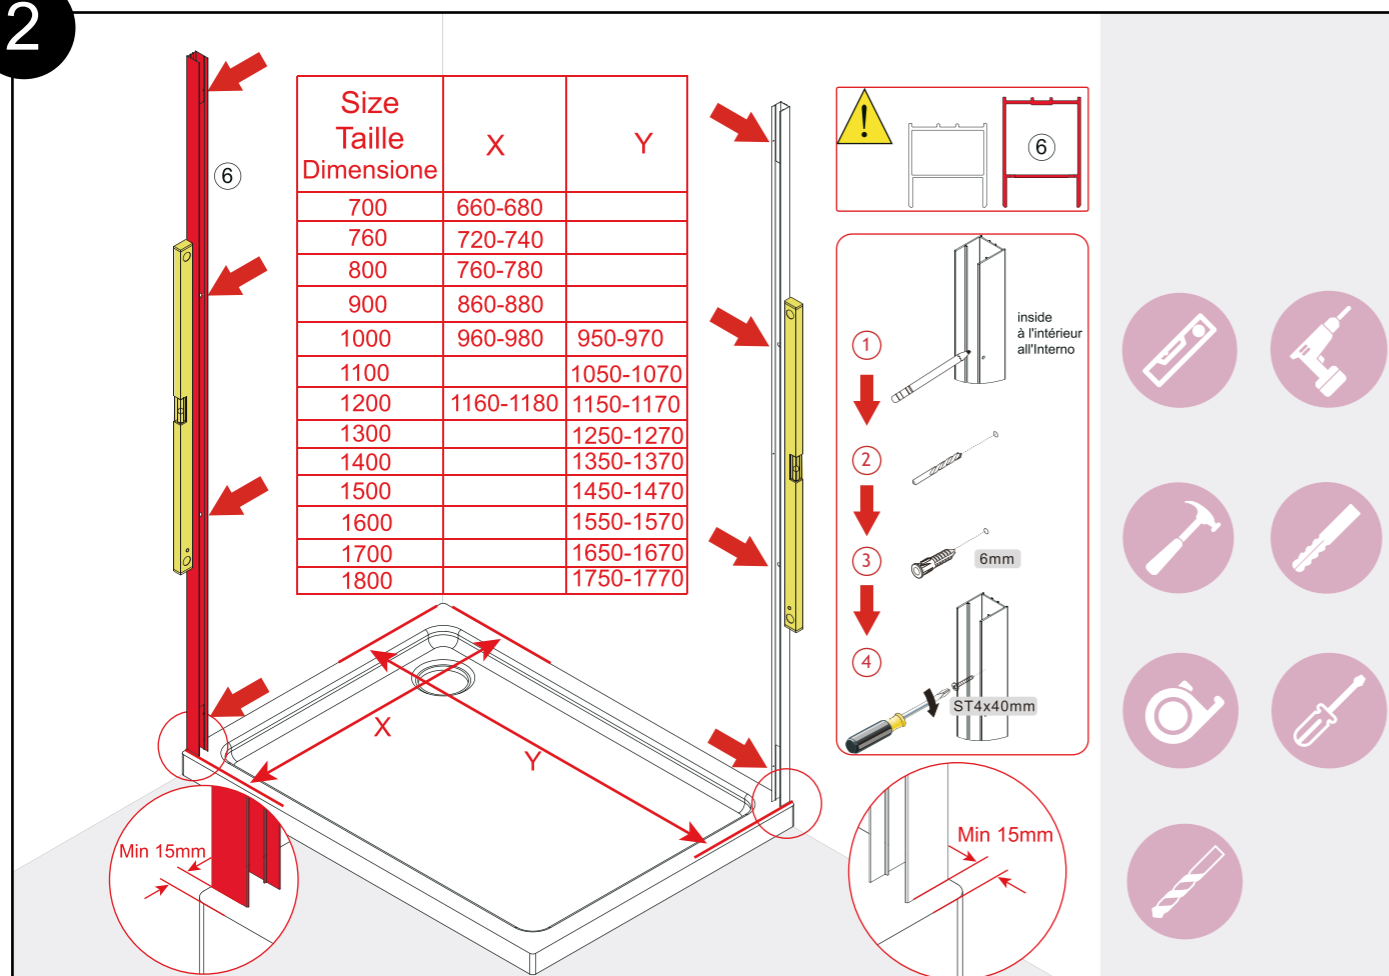 2
6
Size
Taille
Dimensione
X
Y
700 660-680
760 720-740
800 760-780
900 860-880
1000 960-980 950-970
1100 1050-1070
1200 1160-1180 1150-1170
1300 1250-1270
1400 1350-1370
1500 1450-1470
1600 1550-1570
1700 1650-1670
1800 1750-1770
!
6
1
inside
à l'intérieur
all'Interno
2
3
6mm
4
ST4x40mm
X
Y
Min 15mm
Min 15mm